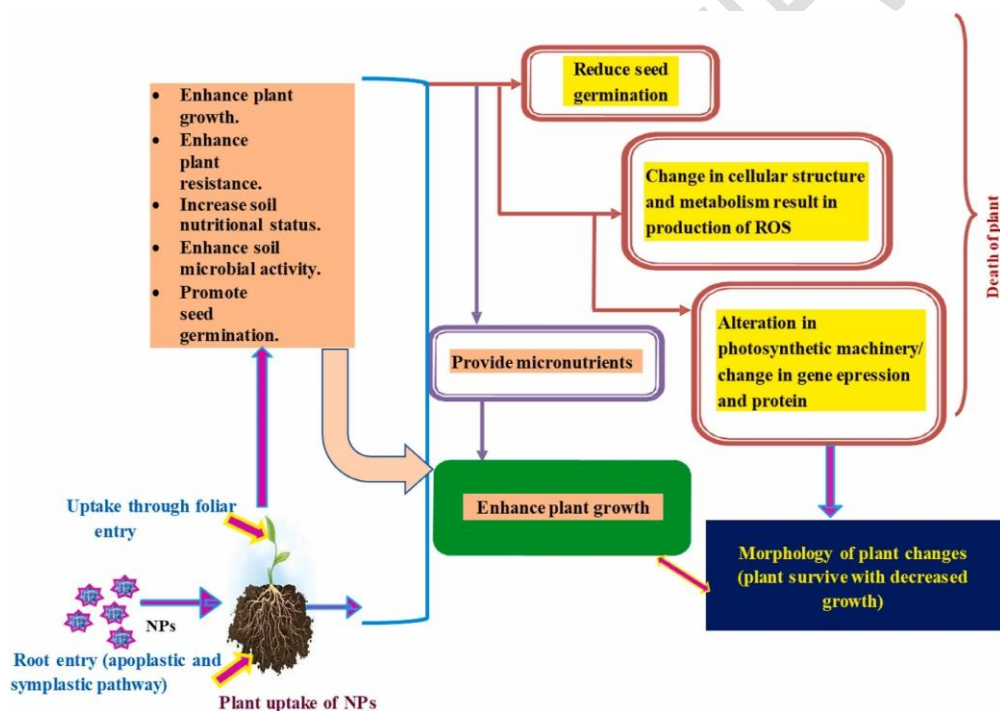 • Enhance plant
growth.
• Enhance
plant
resistance.
• Increase soil
nutritional status.
• Enhance soil
microbial activity.
• Promote
seed
germination.
Reduce seed
germination
Change in cellular structure
and metabolism result in
production of ROS
Alteration in
photosynthetic machinery/
change in gene epression
and protein
Death of plant
Provide micronutrients
Enhance plant growth
Morphology of plant changes
(plant survive with decreased
growth)
Uptake through foliar
entry
NPs
Root entry (apoplastic and
symplastic pathway)
Plant uptake of NPs